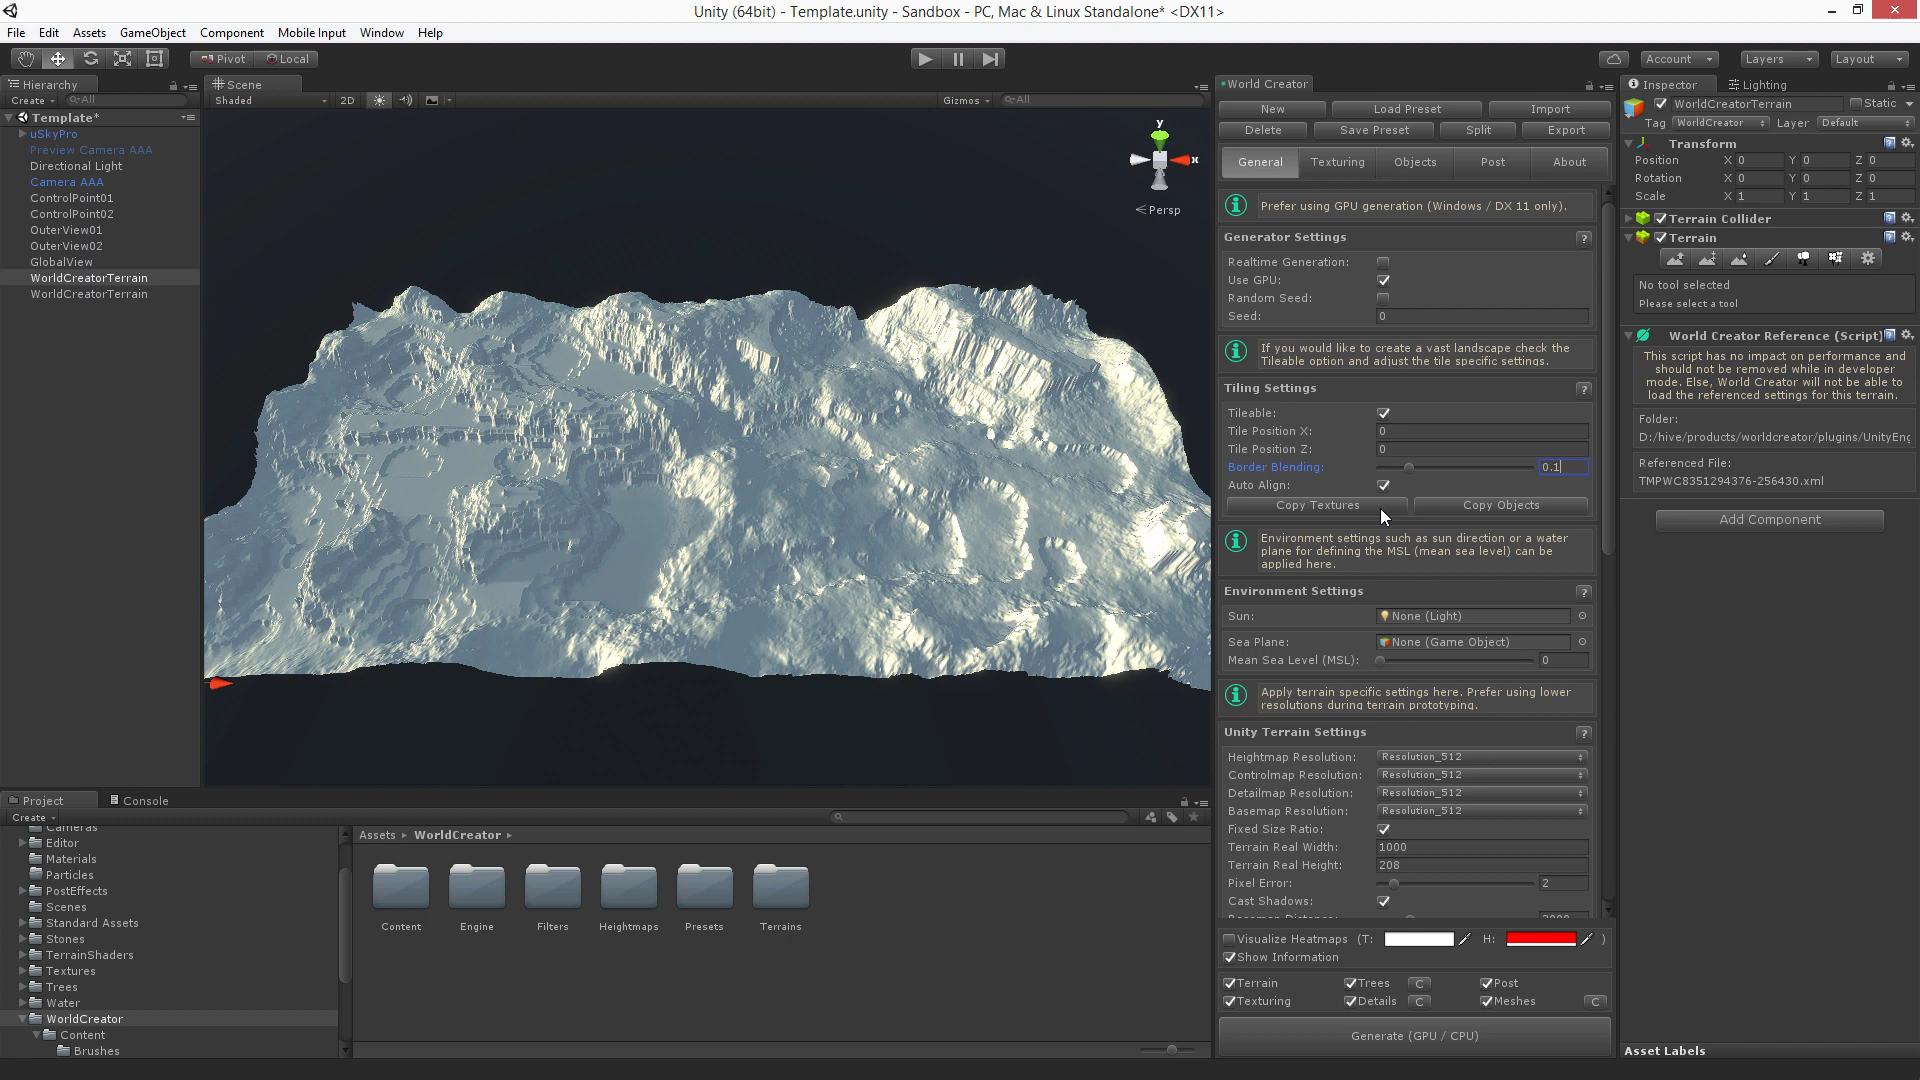 Unity (64bit) - Template.unity - Sandbox - PC, Mac & Linux Standalone* <DX11>
File Edit Assets GameObject Component Mobile Input Window Help
Pivot Local Account Layers Layout
Hierarchy
Create All
Template*
uSkyPro
Preview Camera AAA
Directional Light
Camera AAA
ControlPoint01
ControlPoint02
OuterView01
OuterView02
GlobalView
WorldCreatorTerrain
WorldCreatorTerrain
Scene
Shaded 2D Gizmos All
y
x
Persp
World Creator
New Load Preset Import
Delete Save Preset Split Export
General Texturing Objects Post About
Prefer using GPU generation (Windows / DX 11 only).
Generator Settings ?
Realtime Generation:
Use GPU:
Random Seed:
Seed: 0
If you would like to create a vast landscape check the
Tileable option and adjust the tile specific settings.
Tiling Settings ?
Tileable:
Tile Position X: 0
Tile Position Z: 0
Border Blending: 0.1
Auto Align:
Copy Textures Copy Objects
Environment settings such as sun direction or a water
plane for defining the MSL (mean sea level) can be
applied here.
Environment Settings ?
Sun: None (Light)
Sea Plane: None (Game Object)
Mean Sea Level (MSL): 0
Apply terrain specific settings here. Prefer using lower
resolutions during terrain prototyping.
Unity Terrain Settings ?
Heightmap Resolution: Resolution_512
Controlmap Resolution: Resolution_512
Detailmap Resolution: Resolution_512
Basemap Resolution: Resolution_512
Fixed Size Ratio:
Terrain Real Width: 1000
Terrain Real Height: 208
Pixel Error: 2
Cast Shadows:
Basemap Distance: 2000
Visualize Heatmaps (T: H: )
Show Information
Terrain Trees C Post
Texturing Details C Meshes C
Generate (GPU / CPU)
Inspector Lighting
WorldCreatorTerrain Static
Tag WorldCreator Layer Default
Transform
Position X 0 Y 0 Z 0
Rotation X 0 Y 0 Z 0
Scale X 1 Y 1 Z 1
Terrain Collider
Terrain
No tool selected
Please select a tool
World Creator Reference (Script)
This script has no impact on performance and
should not be removed while in developer
mode. Else, World Creator will not be able to
load the referenced settings for this terrain.
Folder:
D:/hive/products/worldcreator/plugins/UnityEng
Referenced File:
TMPWC8351294376-256430.xml
Add Component
Asset Labels
Project Console
Create
Cameras
Editor
Materials
Particles
PostEffects
Scenes
Standard Assets
Stones
TerrainShaders
Textures
Trees
Water
WorldCreator
Content
Brushes
Assets WorldCreator
Content Engine Filters Heightmaps Presets Terrains